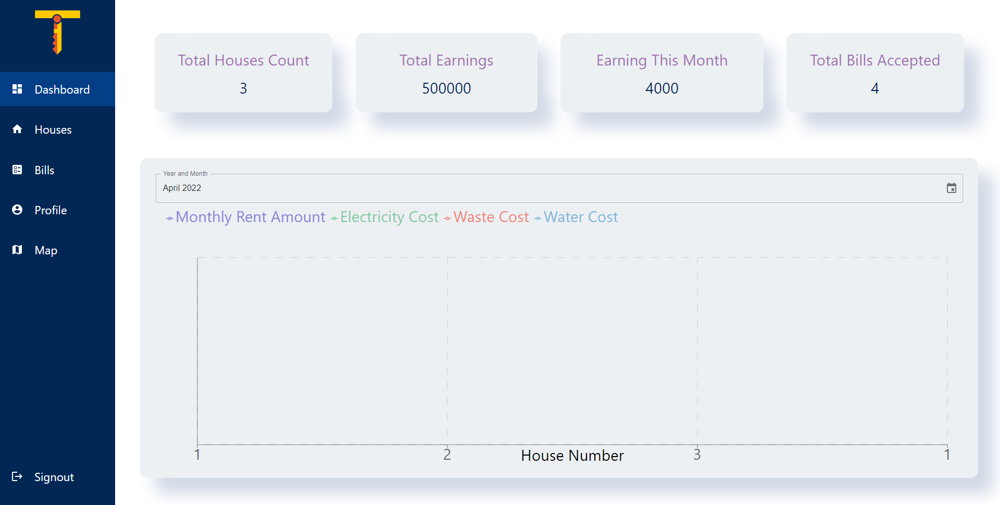 Dashboard
Houses
Bills
Profile
Map
Signout
Total Houses Count
3
Total Earnings
500000
Earning This Month
4000
Total Bills Accepted
4
Year and Month
April 2022
Monthly Rent Amount Electricity Cost Waste Cost Water Cost
1 2 3 1
House Number